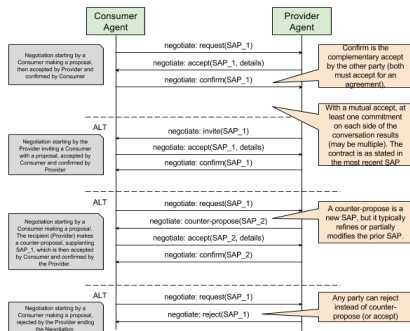 Consumer
Agent
Provider
Agent
Negotiation starting by a
Consumer making a proposal,
then accepted by Provider and
confirmed by Consumer
negotiate: request(SAP_1)
negotiate: accept(SAP_1, details)
negotiate: confirm(SAP_1)
Confirm is the
complementary accept
by the other party (both
must accept for an
agreement).
With a mutual accept, at
least one commitment
on each side of the
conversation results
(may be multiple). The
contract is as stated in
the most recent SAP
ALT
Negotiation starting by the
Provider inviting a Consumer
with a proposal, accepted by
Consumer and confirmed by
Provider
negotiate: invite(SAP_1)
negotiate: accept(SAP_1, details)
negotiate: confirm(SAP_1)
ALT
Negotiation starting by a
Consumer making a proposal.
The recipient (Provider) makes
a counter-proposal, supplanting
SAP_1, which is then accepted
by Consumer and confirmed by
the Provider.
negotiate: request(SAP_1)
negotiate: counter-propose(SAP_2)
negotiate: accept(SAP_2, details)
negotiate: confirm(SAP_2)
A counter-propose is a
new SAP, but it typically
refines or partially
modifies the prior SAP.
ALT
Negotiation starting by a
Consumer making a proposal,
rejected by the Provider ending
the Negotiation.
negotiate: request(SAP_1)
negotiate: reject(SAP_1)
Any party can reject
instead of counter-
propose (or accept)